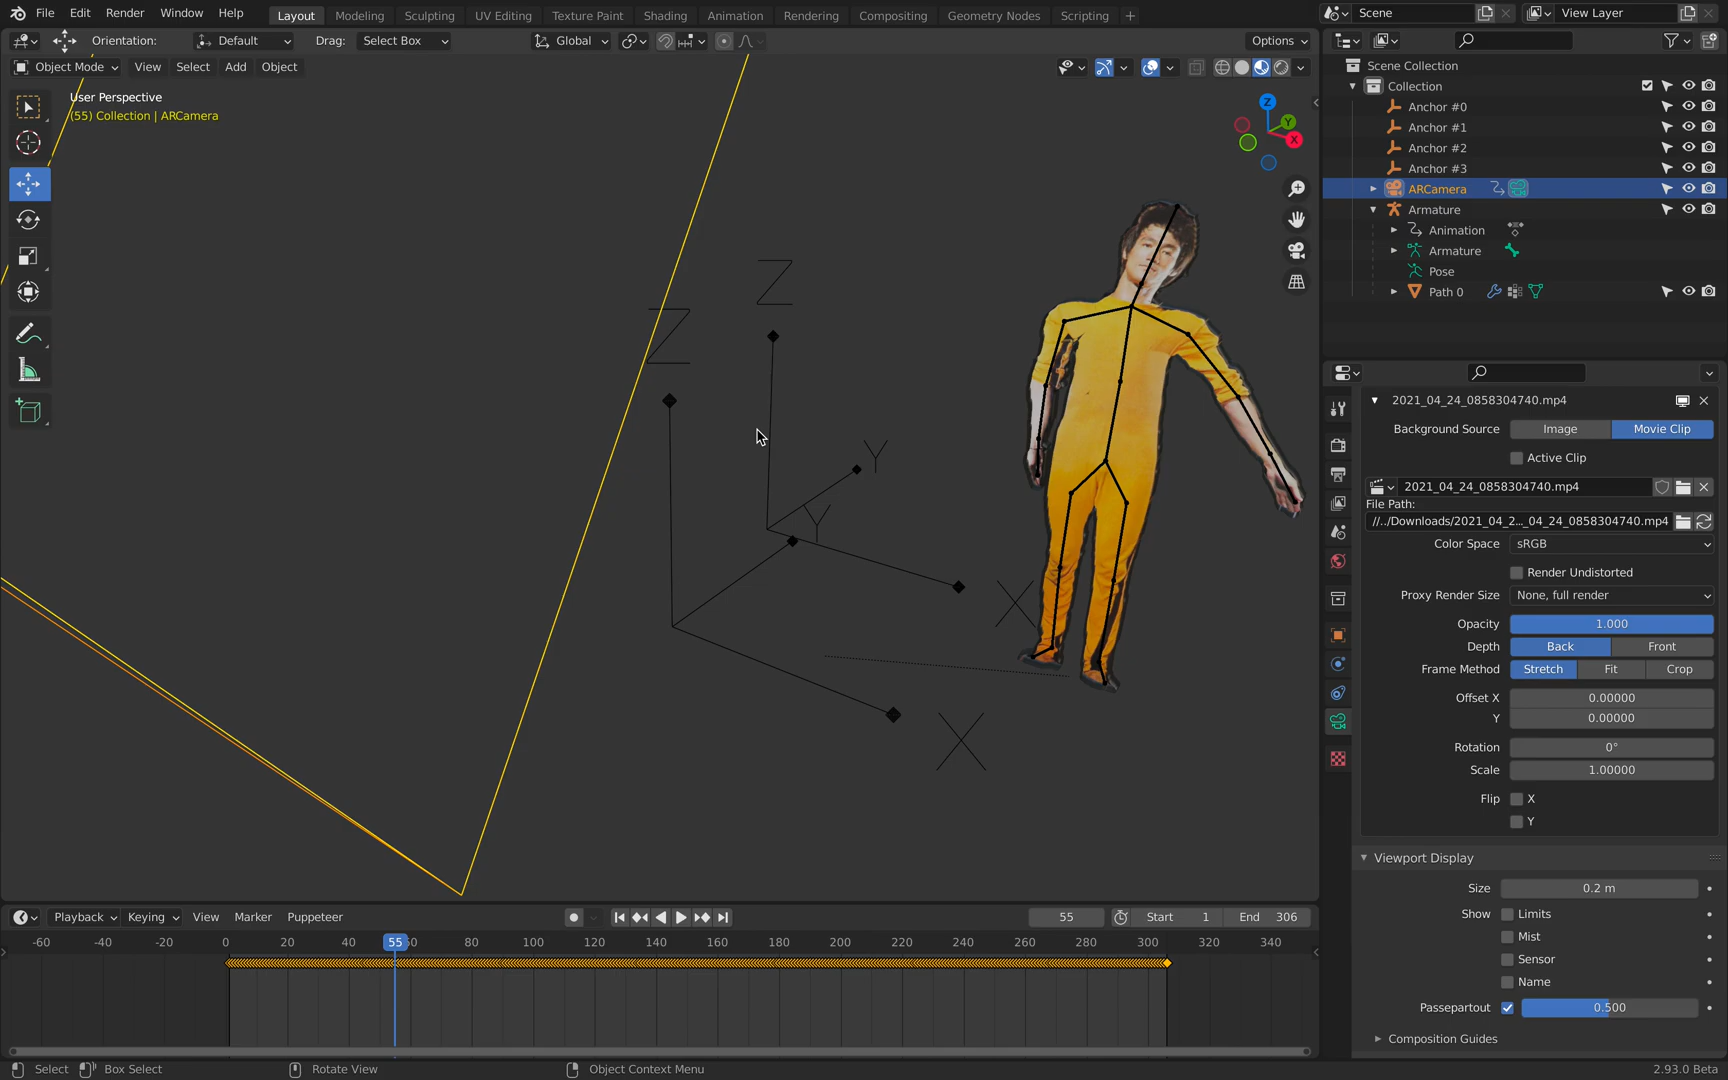 File Edit Render Window Help Layout Modeling Sculpting UV Editing Texture Paint Shading Animation Rendering Compositing Geometry Nodes Scripting Scene View Layer
Orientation: Default Drag: Select Box Global Options
Object Mode View Select Add Object
User Perspective
(55) Collection | ARCamera
Z
Y
X
Z
Z
Y
Y
X
X
Scene Collection
Collection
Anchor #0
Anchor #1
Anchor #2
Anchor #3
ARCamera
Armature
Animation
Armature
Pose
Path 0
2021_04_24_0858304740.mp4
Background Source Image Movie Clip
Active Clip
2021_04_24_0858304740.mp4
File Path:
//../Downloads/2021_04_2..._04_24_0858304740.mp4
Color Space sRGB
Render Undistorted
Proxy Render Size None, full render
Opacity 1.000
Depth Back Front
Frame Method Stretch Fit Crop
Offset X 0.00000
Y 0.00000
Rotation 0°
Scale 1.00000
Flip X
Y
Viewport Display
Size 0.2 m
Show Limits
Mist
Sensor
Name
Passepartout 0.500
Composition Guides
Playback Keying View Marker Puppeteer 55 Start 1 End 306
-60 -40 -20 0 20 40 55 80 100 120 140 160 180 200 220 240 260 280 300 320 340
Select Box Select Rotate View Object Context Menu 2.93.0 Beta